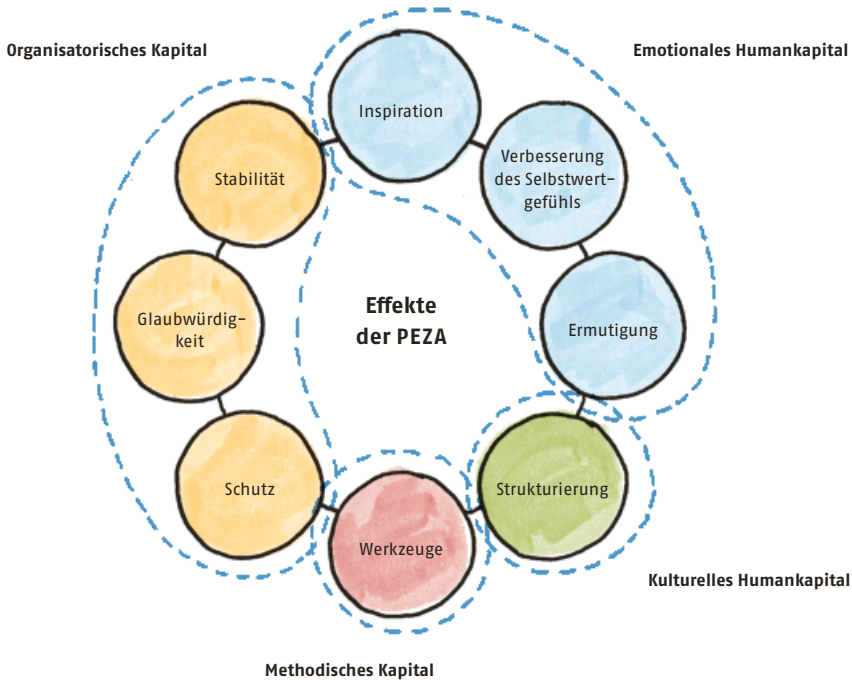 Organisatorisches Kapital
Emotionales Humankapital
Inspiration
Verbesserung
des Selbstwert-
gefühls
Stabilität
Effekte
der PEZA
Glaubwürdig-
keit
Ermutigung
Schutz
Strukturierung
Werkzeuge
Kulturelles Humankapital
Methodisches Kapital